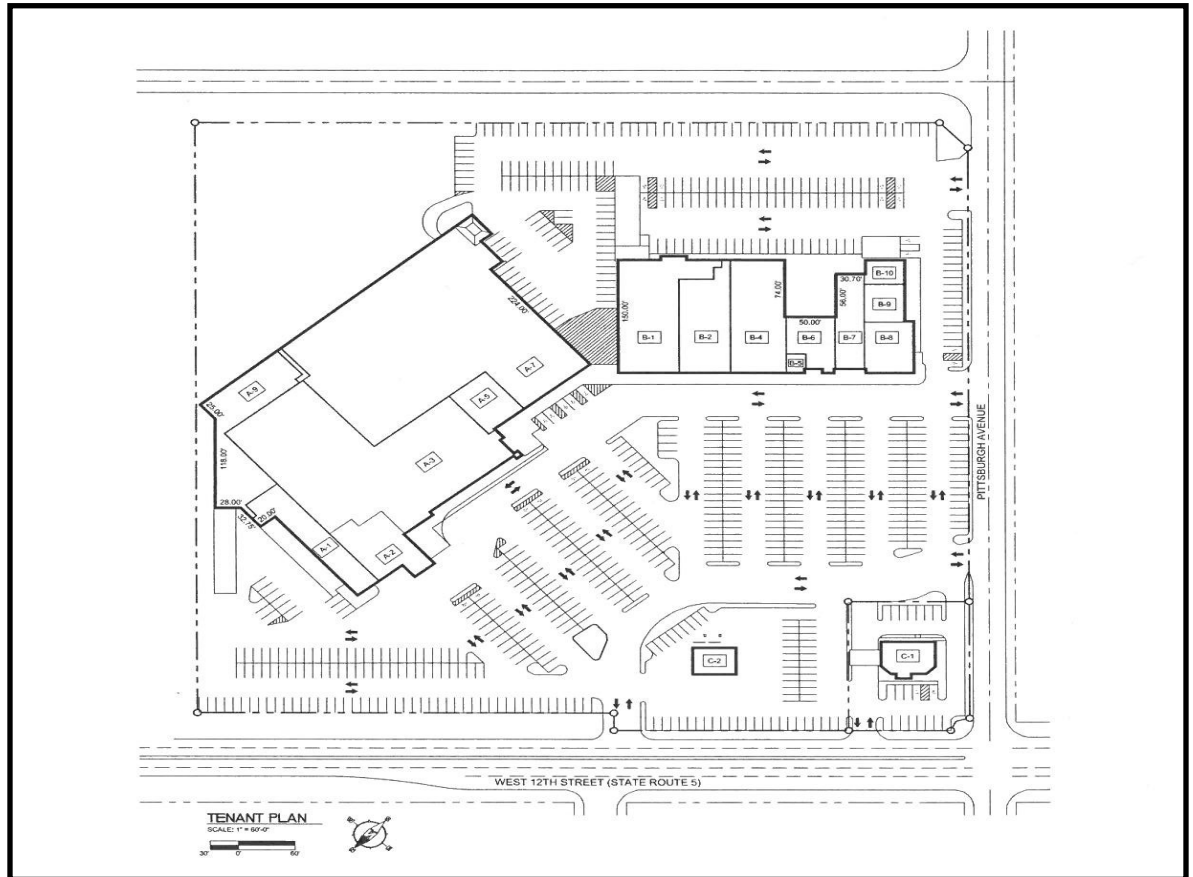 224.00'
30.70'
B-10
150.00'
74.00'
56.00'
B-9
50.00'
B-1
B-2
B-4
B-6
B-7
B-8
B-5
A-7
A-9
A-5
25.00'
118.00'
A-3
28.00'
32.75'
20.00'
A-1
A-2
PITTSBURGH AVENUE
C-2
C-1
WEST 12TH STREET (STATE ROUTE 5)
TENANT PLAN
SCALE: 1" = 60'-0"
30' 0' 60'